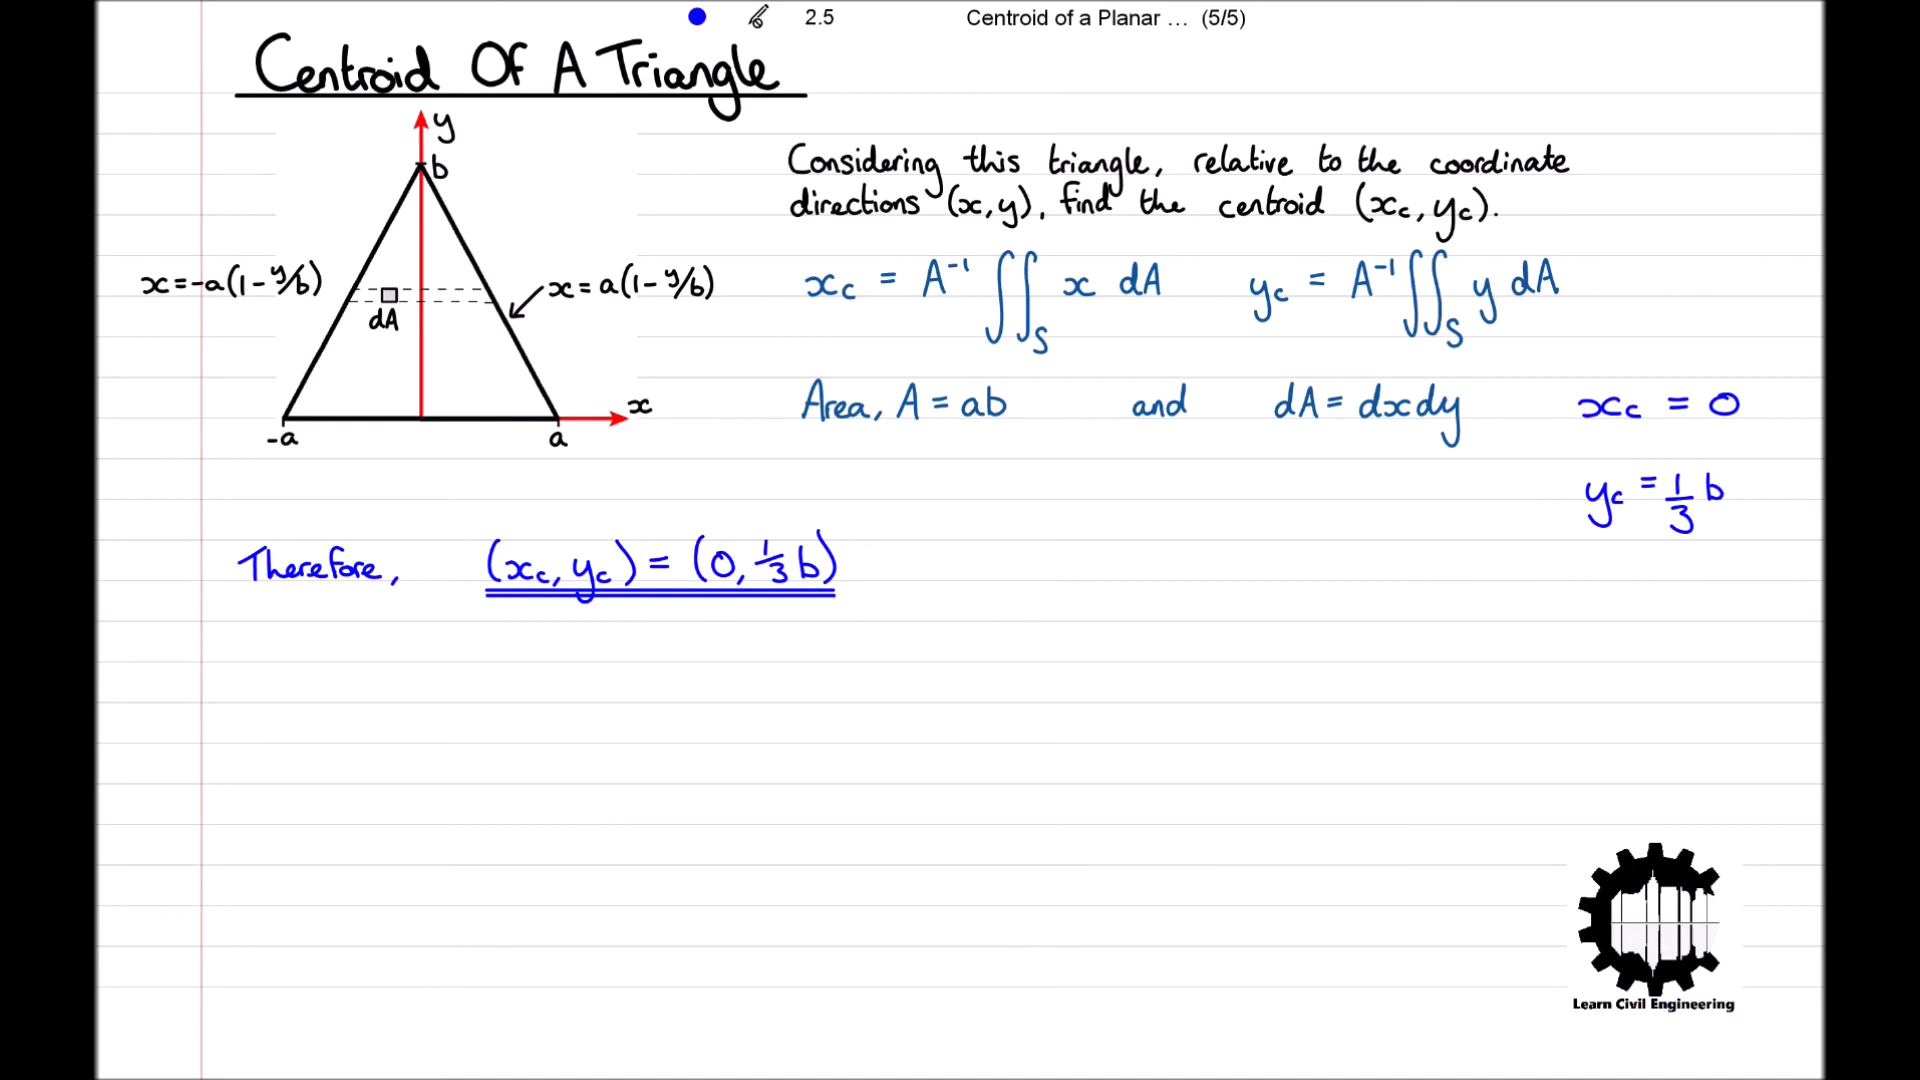 2.5 Centroid of a Planar ... (5/5)
Centroid Of A Triangle
y
b
x=-a(1-y/b)
x=a(1-y/b)
dA
x
-a
a
Considering this triangle, relative to the coordinate
directions (x,y), find the centroid (xc, yc).
xc = A⁻¹ ∬S x dA yc = A⁻¹ ∬S y dA
Area, A = ab and dA = dxdy xc = 0
yc = 1/3 b
Therefore, (xc, yc) = (0, 1/3 b)
Learn Civil Engineering